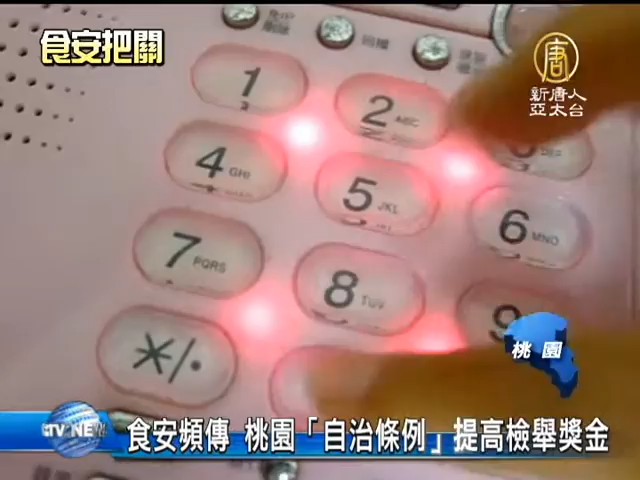 食安把關
新唐人
亞太台
1
2 ABC
4 GHI
5 JKL
6 MNO
7 PQRS
8 TUV
9
*/·
桃園
食安頻傳 桃園「自治條例」提高檢舉獎金